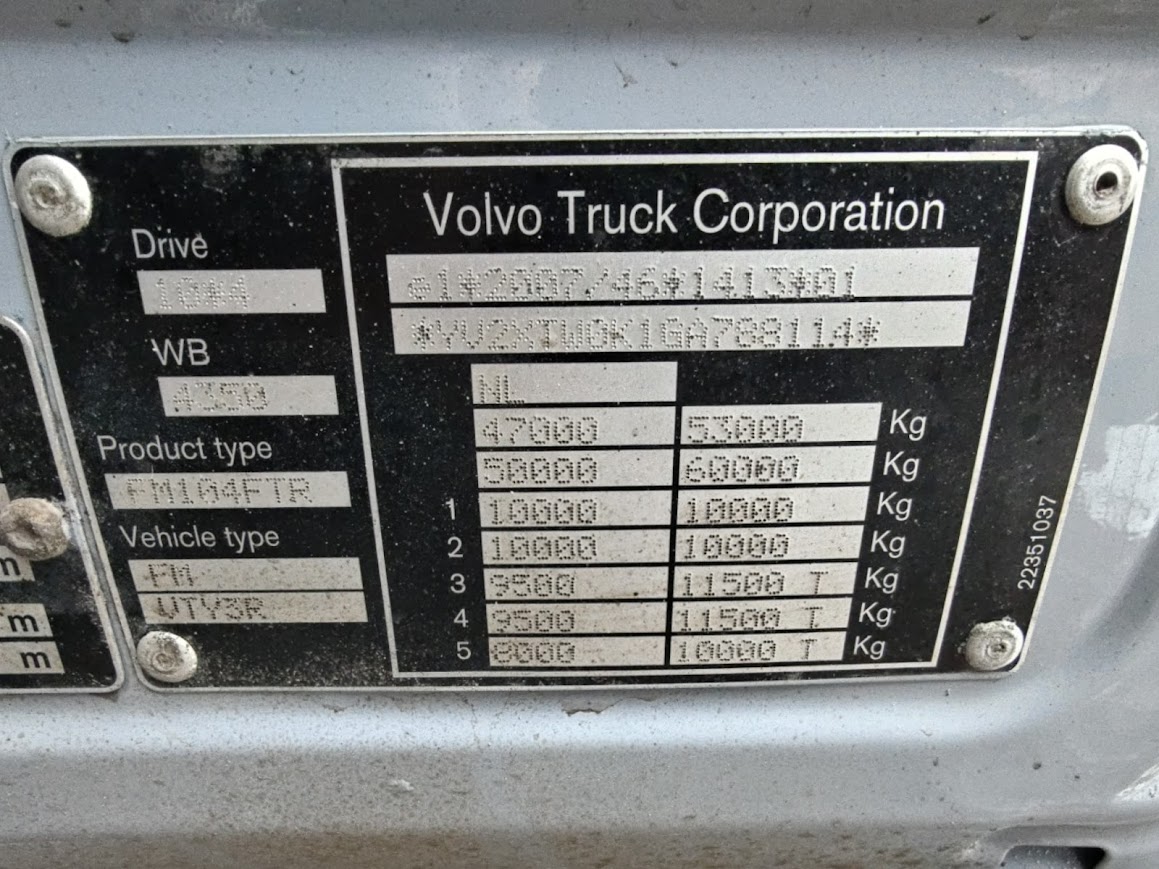 Volvo Truck Corporation
Drive
10*4
e1*2007/46*1413*01
*YV2XTW0K1GA788114*
WB
4350
NL
47000 53000 Kg
50000 60000 Kg
Product type
FM104FTR
1 10000 10000 Kg
2 10000 10000 Kg
Vehicle type
FM
VTY3R
3 9500 11500 T Kg
4 9500 11500 T Kg
5 8000 10000 T Kg
22351037
m
m
m